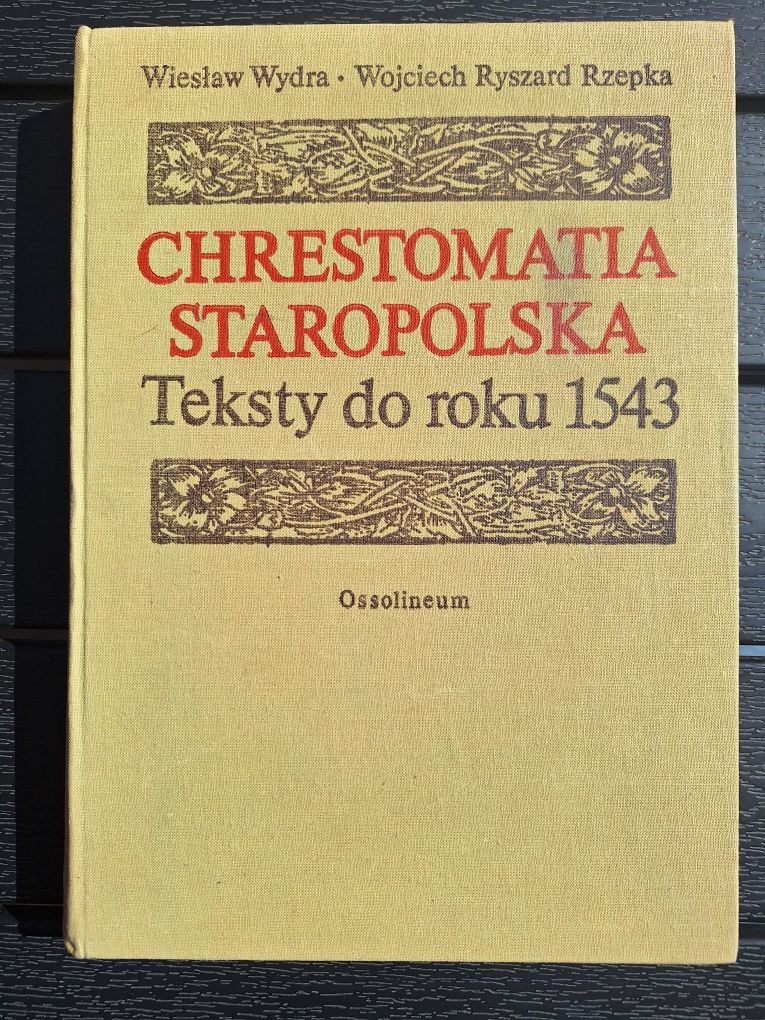 Wiesław Wydra · Wojciech Ryszard Rzepka
CHRESTOMATIA
STAROPOLSKA
Teksty do roku 1543
Ossolineum